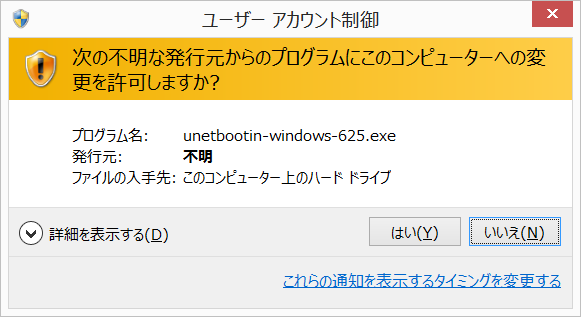 ユーザー アカウント制御
次の不明な発行元からのプログラムにこのコンピューターへの変
更を許可しますか?
プログラム名: unetbootin-windows-625.exe
発行元: 不明
ファイルの入手先: このコンピューター上のハード ドライブ
詳細を表示する(D) はい(Y) いいえ(N)
これらの通知を表示するタイミングを変更する